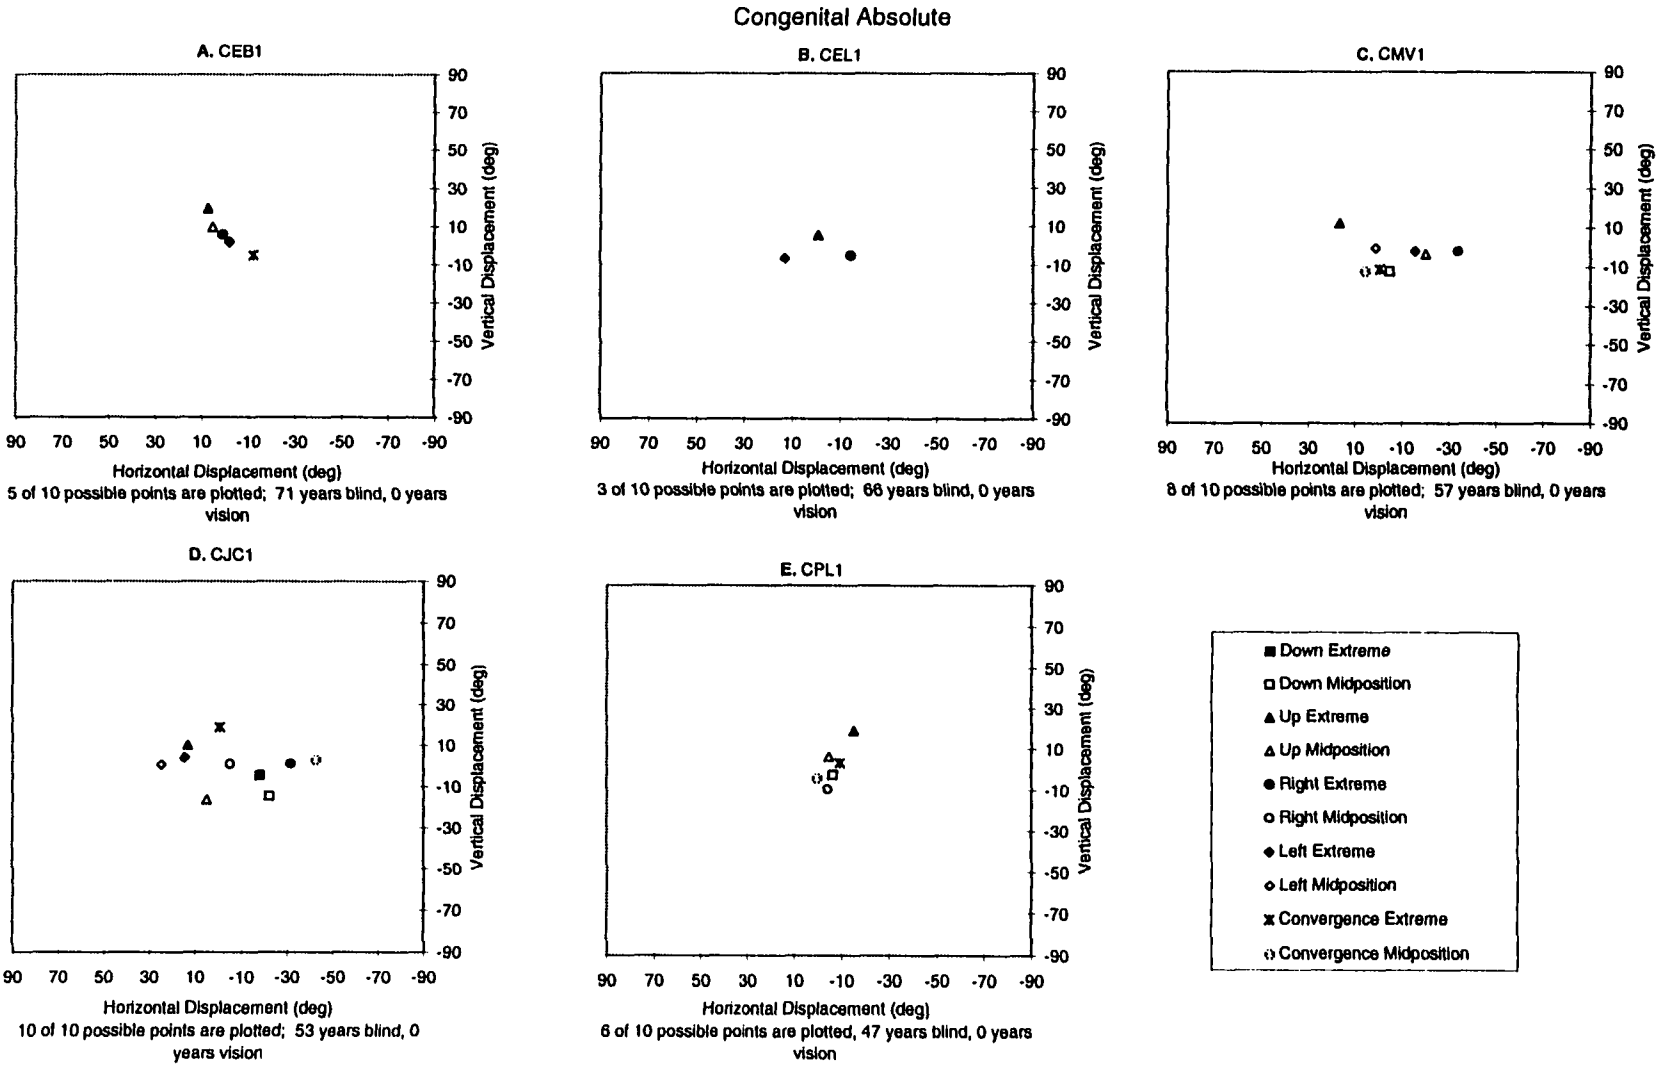 Congenital Absolute
A. CEB1
90
70
50
30
10
-10
-30
-50
-70
-90
Vertical Displacement (deg)
90 70 50 30 10 -10 -30 -50 -70 -90
Horizontal Displacement (deg)
5 of 10 possible points are plotted; 71 years blind, 0 years
vision
B. CEL1
90
70
50
30
10
-10
-30
-50
-70
-90
Vertical Displacement (deg)
90 70 50 30 10 -10 -30 -50 -70 -90
Horizontal Displacement (deg)
3 of 10 possible points are plotted; 66 years blind, 0 years
vision
C. CMV1
90
70
50
30
10
-10
-30
-50
-70
-90
Vertical Displacement (deg)
90 70 50 30 10 -10 -30 -50 -70 -90
Horizontal Displacement (deg)
8 of 10 possible points are plotted; 57 years blind, 0 years
vision
D. CJC1
90
70
50
30
10
-10
-30
-50
-70
-90
Vertical Displacement (deg)
90 70 50 30 10 -10 -30 -50 -70 -90
Horizontal Displacement (deg)
10 of 10 possible points are plotted; 53 years blind, 0
years vision
E. CPL1
90
70
50
30
10
-10
-30
-50
-70
-90
Vertical Displacement (deg)
90 70 50 30 10 -10 -30 -50 -70 -90
Horizontal Displacement (deg)
6 of 10 possible points are plotted, 47 years blind, 0 years
vision
Down Extreme
Down Midposition
Up Extreme
Up Midposition
Right Extreme
Right Midposition
Left Extreme
Left Midposition
Convergence Extreme
Convergence Midposition